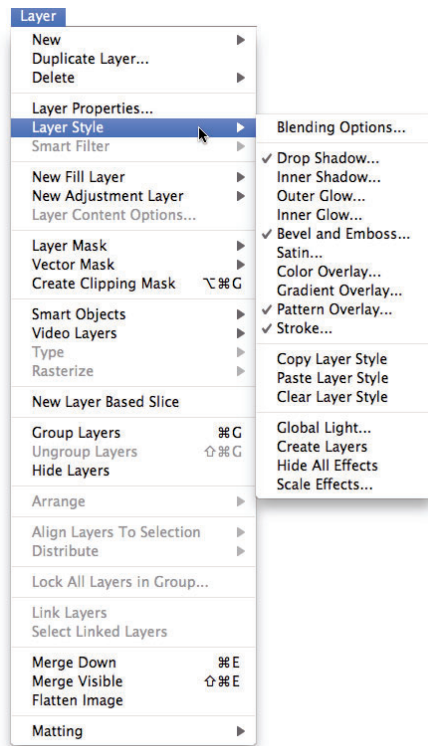 Layer
New
Duplicate Layer...
Delete
Layer Properties...
Layer Style
Smart Filter
New Fill Layer
New Adjustment Layer
Layer Content Options...
Layer Mask
Vector Mask
Create Clipping Mask ⌥⌘G
Smart Objects
Video Layers
Type
Rasterize
New Layer Based Slice
Group Layers ⌘G
Ungroup Layers ⇧⌘G
Hide Layers
Arrange
Align Layers To Selection
Distribute
Lock All Layers in Group...
Link Layers
Select Linked Layers
Merge Down ⌘E
Merge Visible ⇧⌘E
Flatten Image
Matting
Blending Options...
✓ Drop Shadow...
Inner Shadow...
Outer Glow...
Inner Glow...
✓ Bevel and Emboss...
Satin...
Color Overlay...
Gradient Overlay...
✓ Pattern Overlay...
✓ Stroke...
Copy Layer Style
Paste Layer Style
Clear Layer Style
Global Light...
Create Layers
Hide All Effects
Scale Effects...